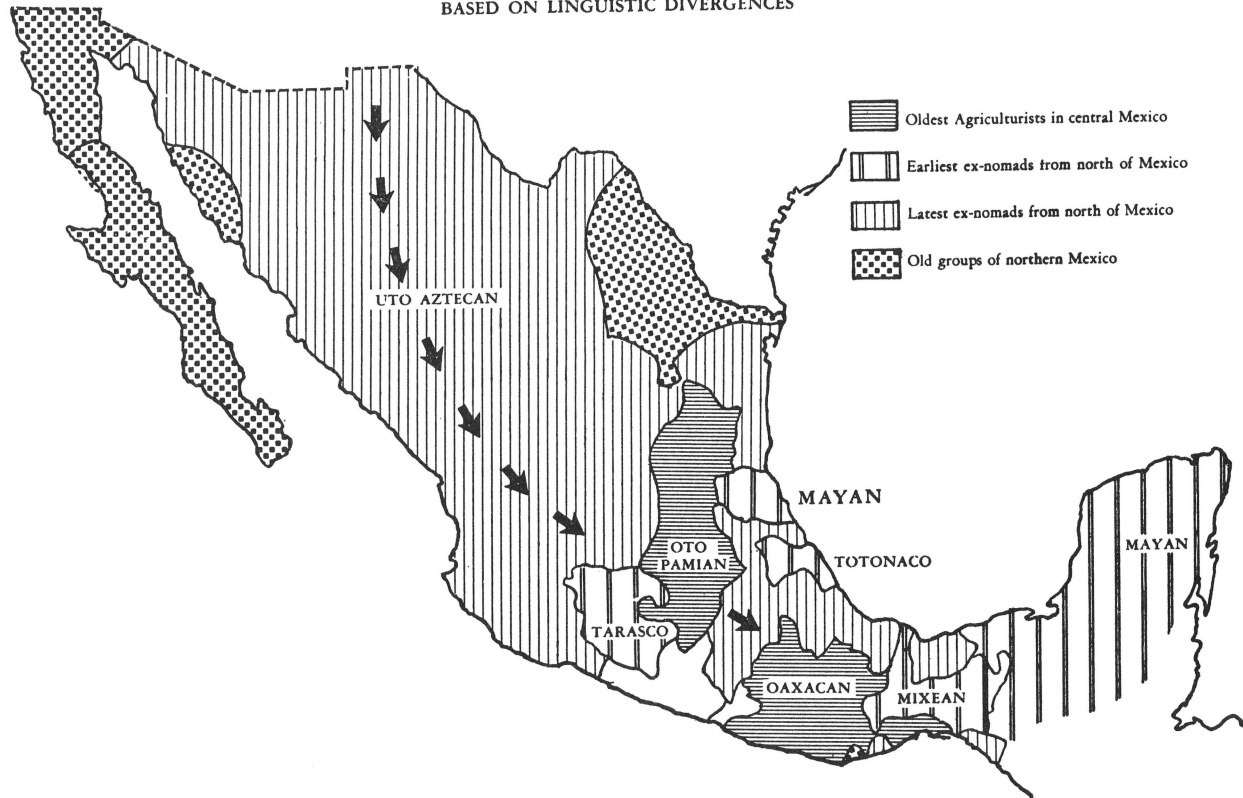 BASED ON LINGUISTIC DIVERGENCES
Oldest Agriculturists in central Mexico
Earliest ex-nomads from north of Mexico
Latest ex-nomads from north of Mexico
Old groups of northern Mexico
UTO AZTECAN
MAYAN
OTO
PAMIAN
TOTONACO
MAYAN
TARASCO
OAXACAN
MIXEAN